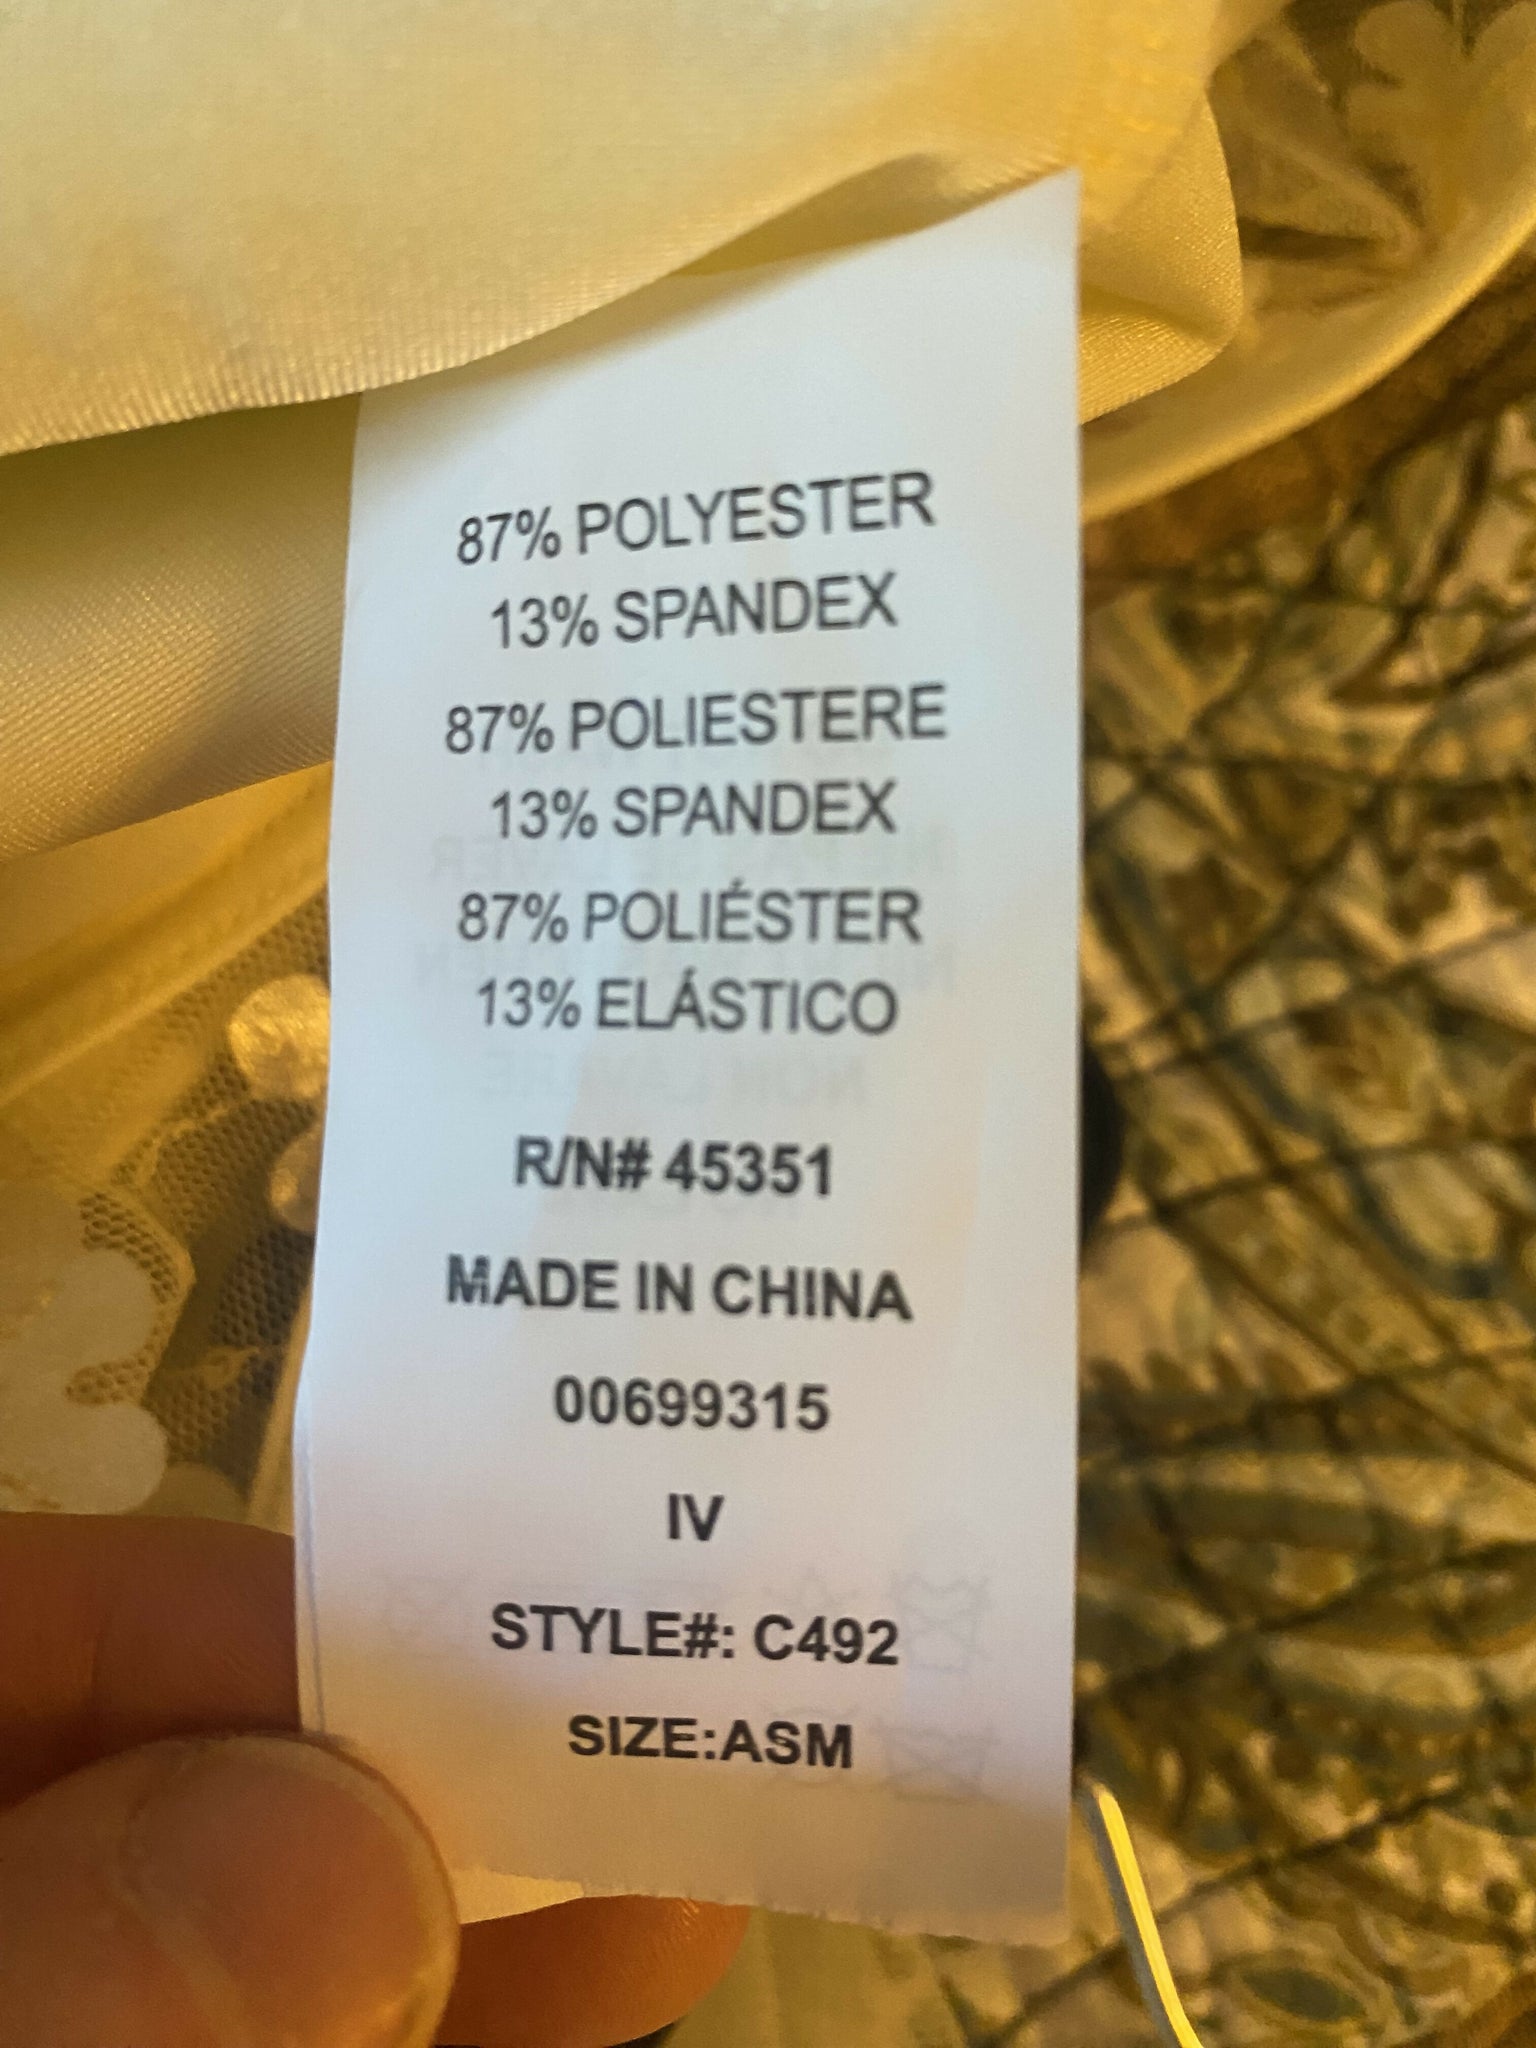 87% POLYESTER
13% SPANDEX
87% POLIESTERE
13% SPANDEX
87% POLIÉSTER
13% ELÁSTICO
R/N# 45351
MADE IN CHINA
00699315
IV
STYLE#: C492
SIZE:ASM